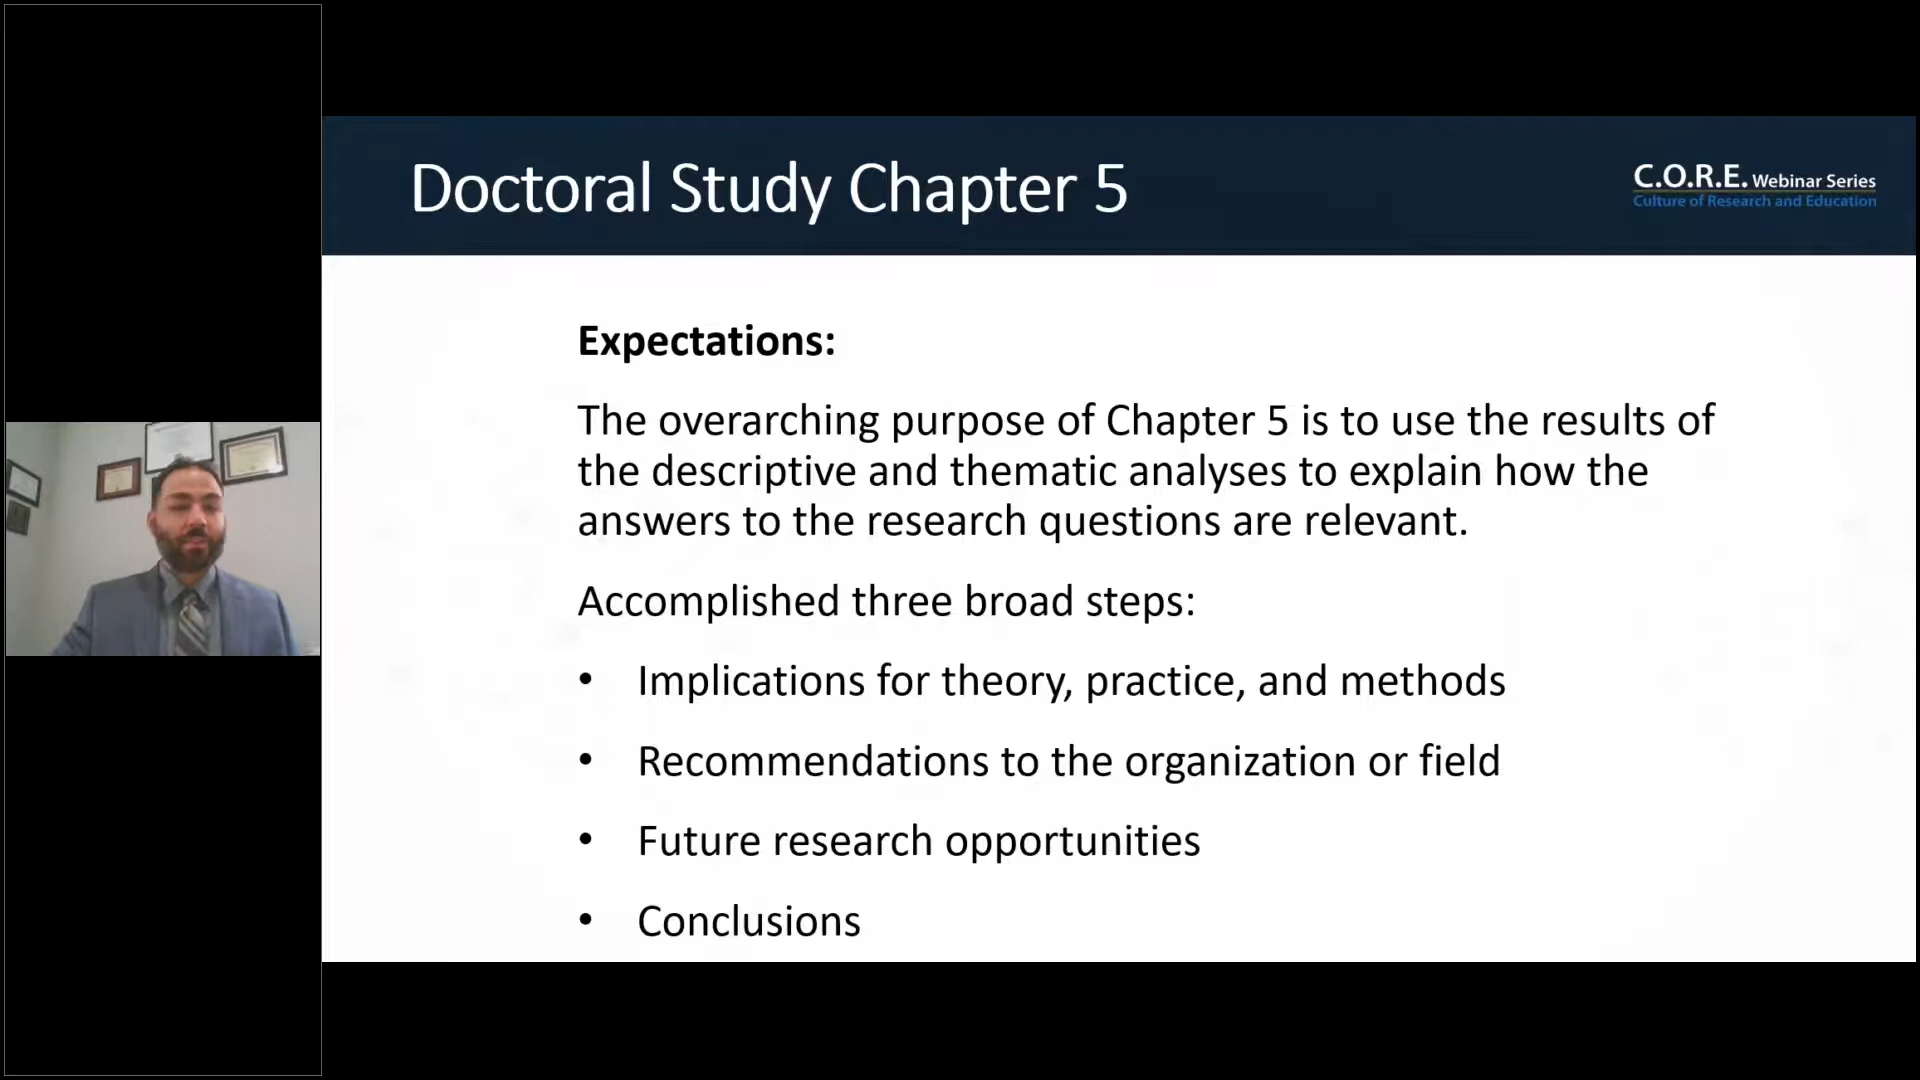 Doctoral Study Chapter 5
C.O.R.E. Webinar Series
Culture of Research and Education
Expectations:
The overarching purpose of Chapter 5 is to use the results of
the descriptive and thematic analyses to explain how the
answers to the research questions are relevant.
Accomplished three broad steps:
• Implications for theory, practice, and methods
• Recommendations to the organization or field
• Future research opportunities
• Conclusions